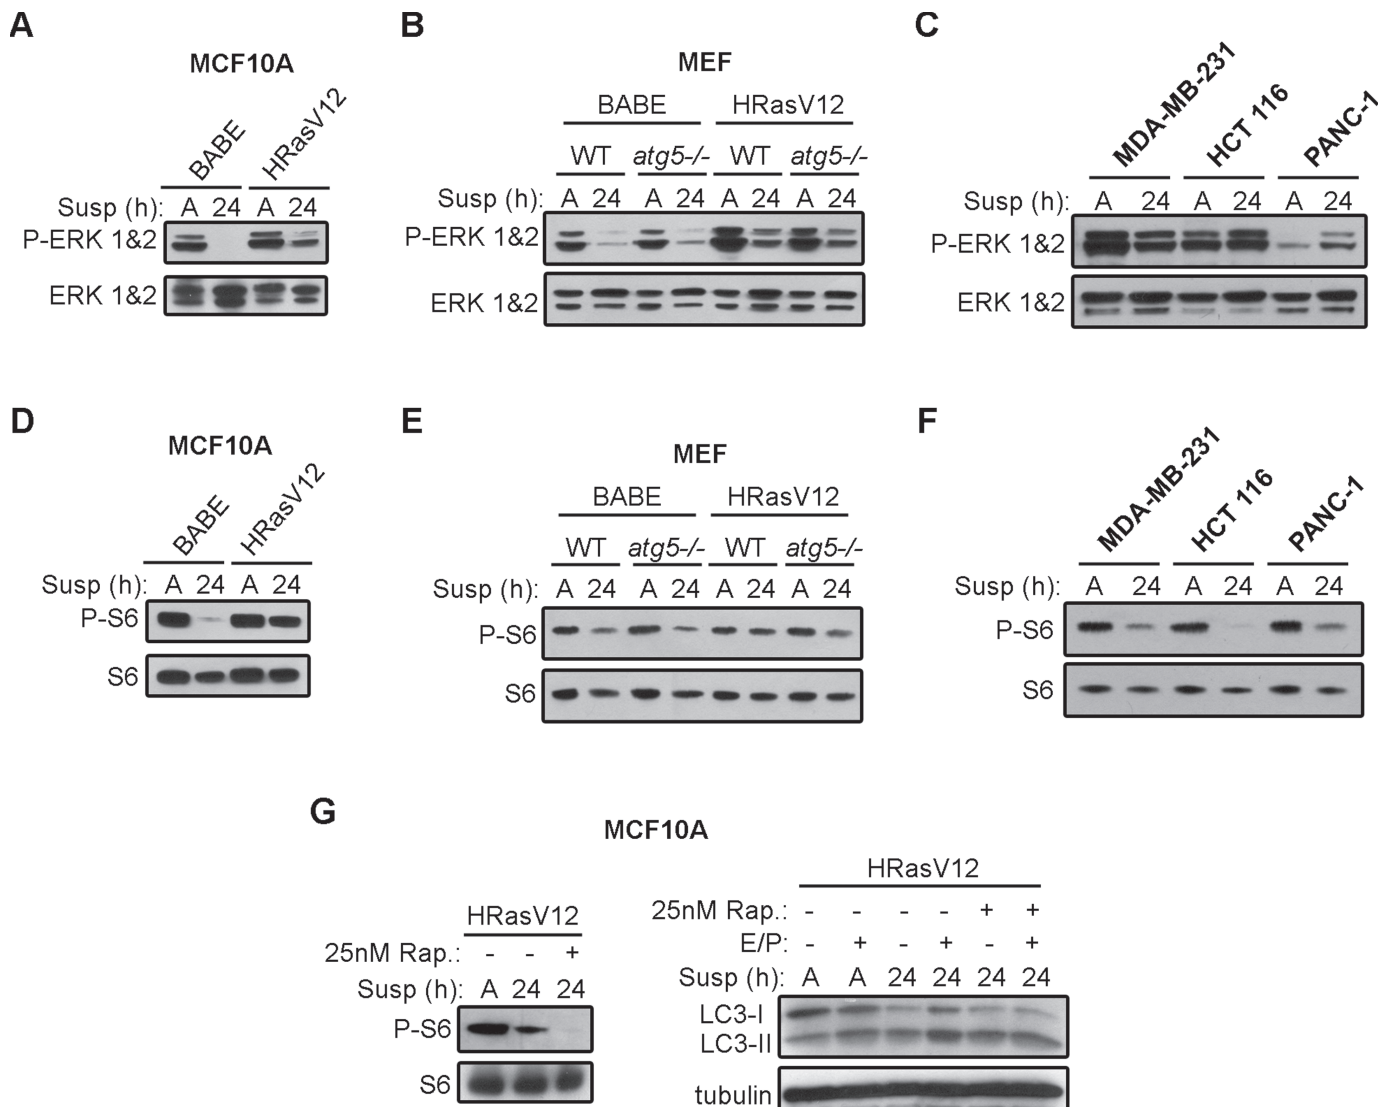 A
MCF10A
BABE HRasV12
Susp (h): A 24 A 24
P-ERK 1&2
ERK 1&2
B
MEF
BABE HRasV12
WT atg5-/- WT atg5-/-
Susp (h): A 24 A 24 A 24 A 24
P-ERK 1&2
ERK 1&2
C
MDA-MB-231 HCT 116 PANC-1
Susp (h): A 24 A 24 A 24
P-ERK 1&2
ERK 1&2
D
MCF10A
BABE HRasV12
Susp (h): A 24 A 24
P-S6
S6
E
MEF
BABE HRasV12
WT atg5-/- WT atg5-/-
Susp (h): A 24 A 24 A 24 A 24
P-S6
S6
F
MDA-MB-231 HCT 116 PANC-1
Susp (h): A 24 A 24 A 24
P-S6
S6
G
MCF10A
HRasV12
25nM Rap.: - - +
Susp (h): A 24 24
P-S6
S6
HRasV12
25nM Rap.: - - - - + +
E/P: - + - + - +
Susp (h): A A 24 24 24 24
LC3-I
LC3-II
tubulin